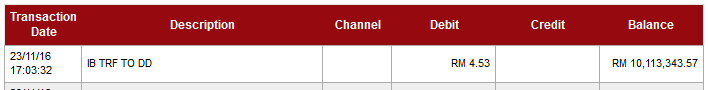 Transaction Date Description Channel Debit Credit Balance
23/11/16 17:03:32 IB TRF TO DD RM 4.53 RM 10,113,343.57